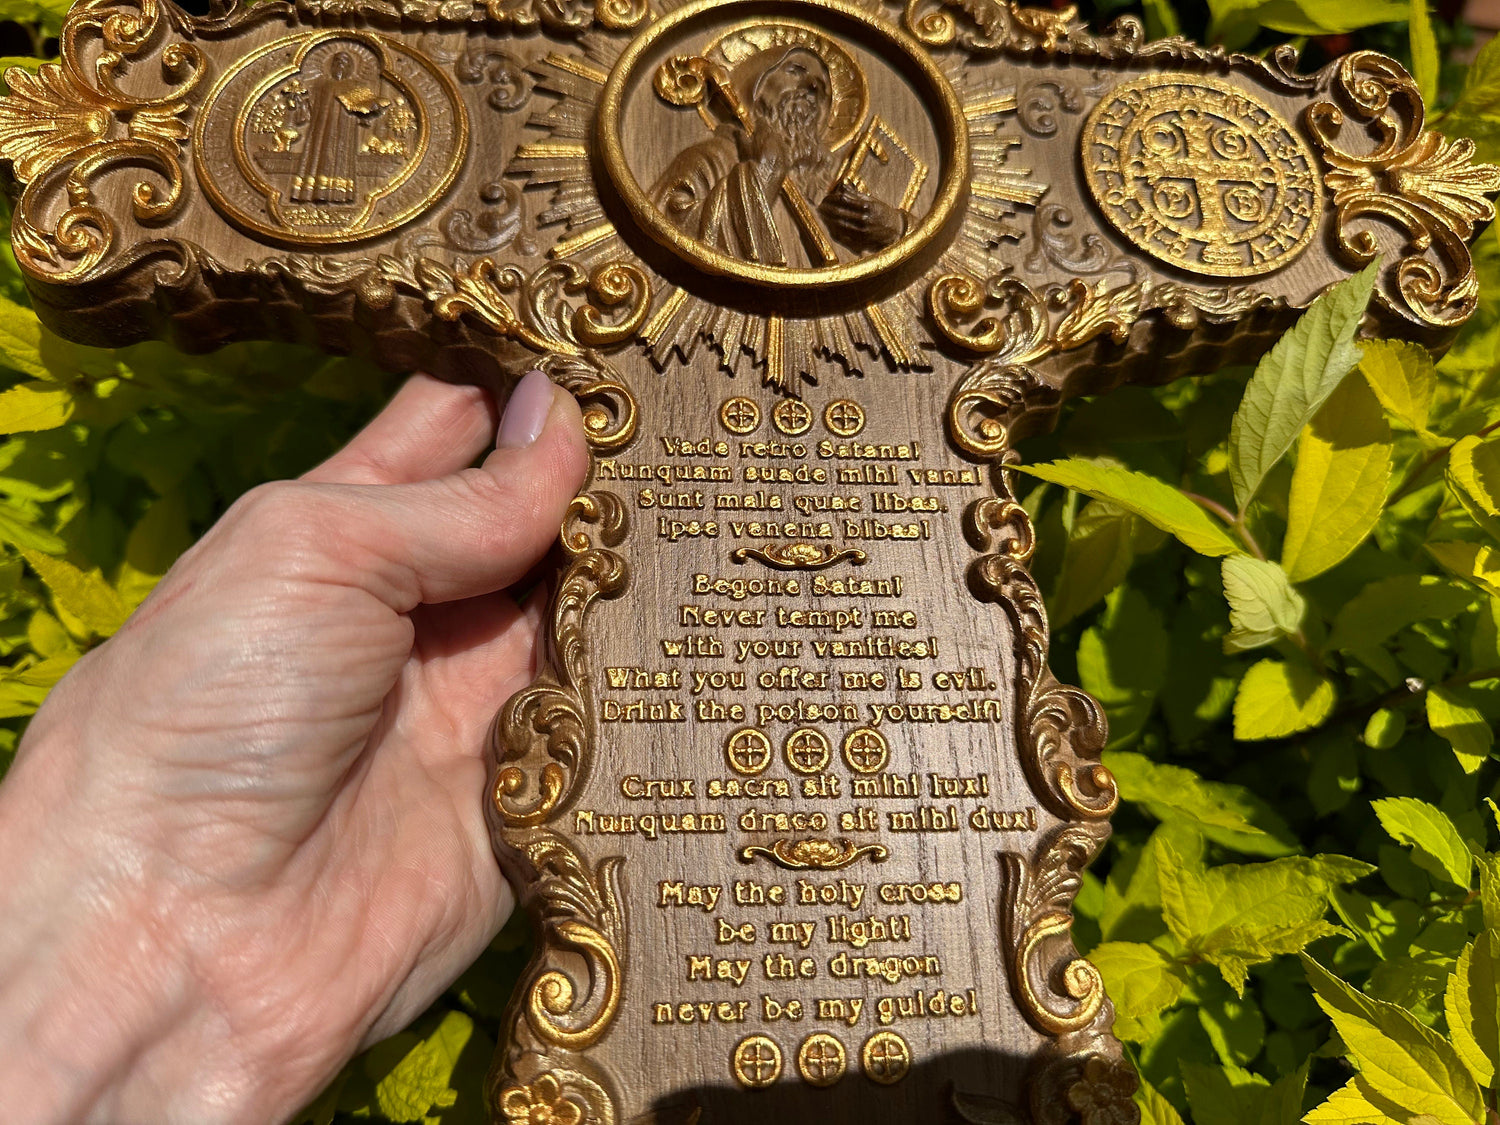 Vade retro Satana!
Nunquam suade mihi vana!
Sunt mala quae libas.
Ipse venena bibas!
Begone Satan!
Never tempt me
with your vanities!
What you offer me is evil.
Drink the poison yourself!
Crux sacra sit mihi lux!
Nunquam draco sit mihi dux!
May the holy cross
be my light!
May the dragon
never be my guide!